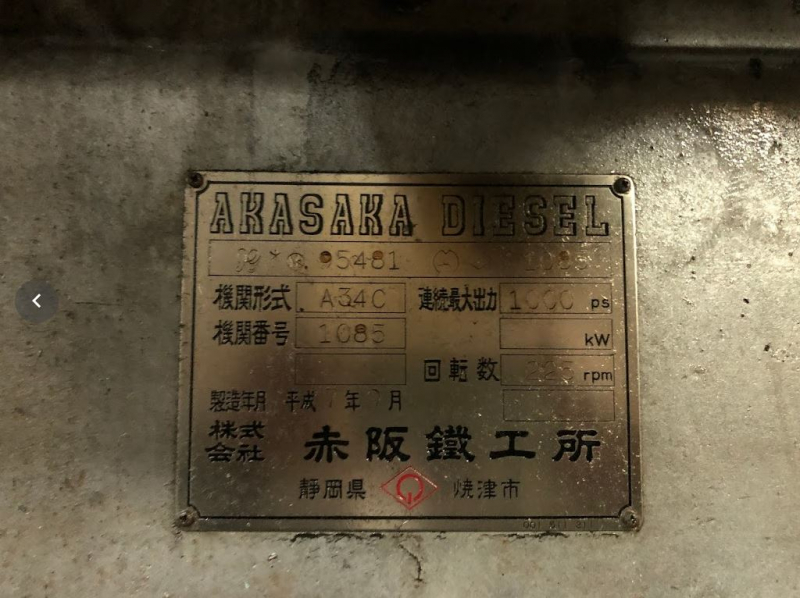 AKASAKA DIESEL
5481
機関形式 A34C 連続最大出力 1000 ps
機関番号 1085 kW
回転数 rpm
製造年月 平成 年 月
株式会社 赤阪鐵工所
静岡県 焼津市